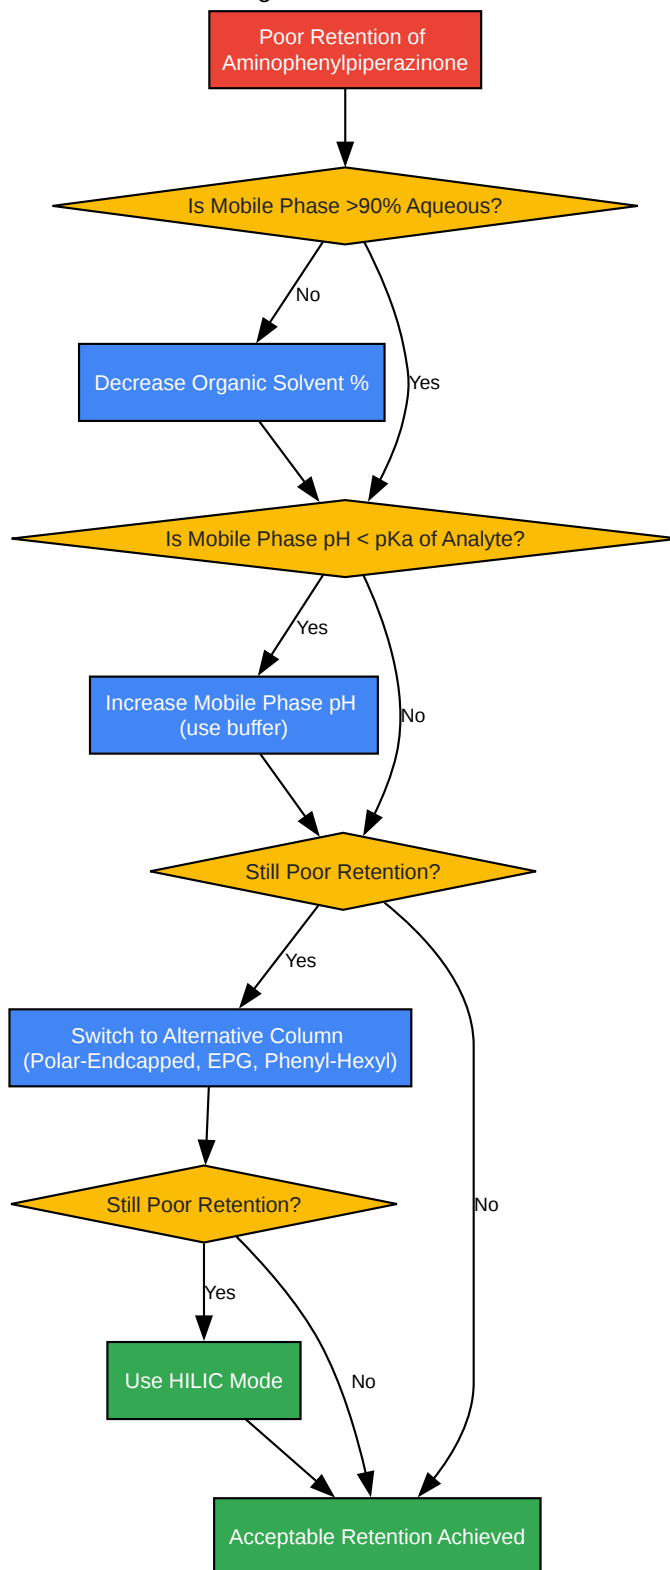 Poor Retention of
Aminophenylpiperazinone
Is Mobile Phase >90% Aqueous?
No
Decrease Organic Solvent %
Yes
Is Mobile Phase pH < pKa of Analyte?
Yes
Increase Mobile Phase pH
(use buffer)
No
Still Poor Retention?
Yes
Switch to Alternative Column
(Polar-Endcapped, EPG, Phenyl-Hexyl)
Still Poor Retention?
No
Yes
Use HILIC Mode
No
Acceptable Retention Achieved